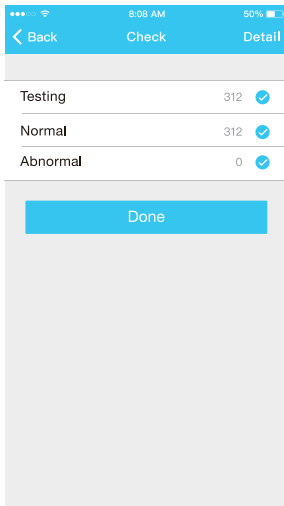 8:08 AM 50%
Back Check Detail
Testing 312
Normal 312
Abnormal 0
Done